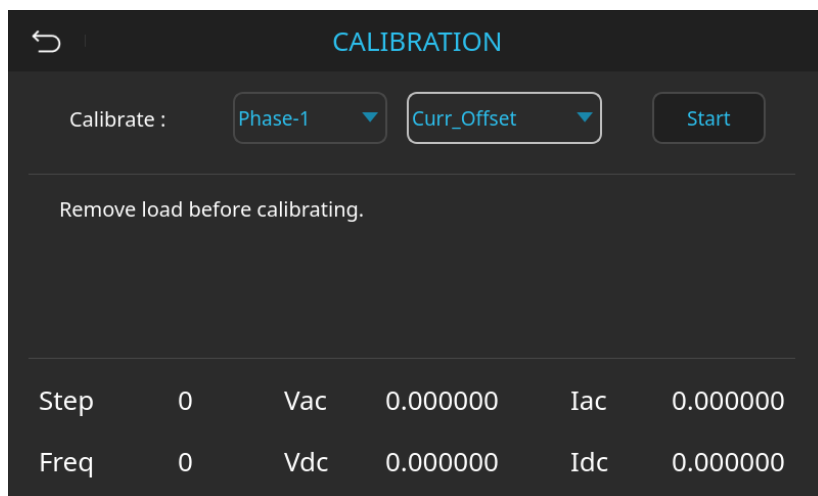 CALIBRATION
Calibrate : Phase-1 Curr_Offset Start
Remove load before calibrating.
Step 0 Vac 0.000000 Iac 0.000000
Freq 0 Vdc 0.000000 Idc 0.000000